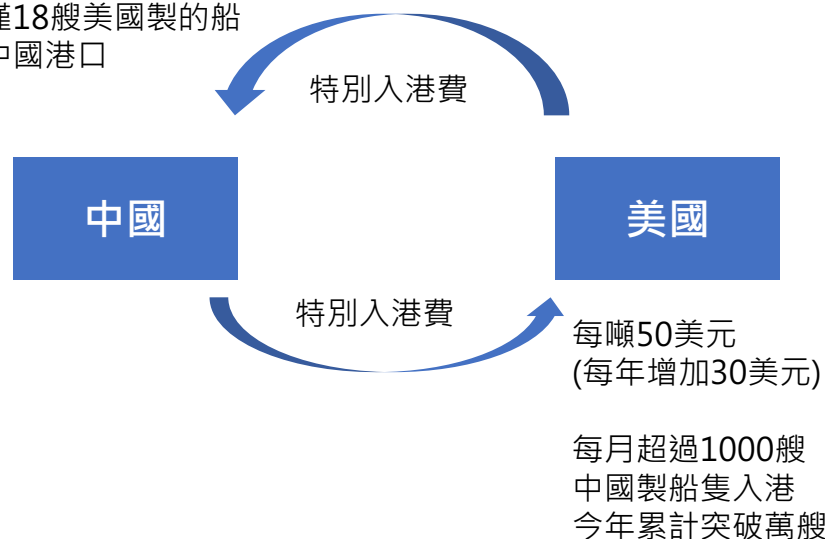 僅18艘美國製的船
中國港口
特別入港費
中國
美國
特別入港費
每噸50美元
(每年增加30美元)
每月超過1000艘
中國製船隻入港
今年累計突破萬艘